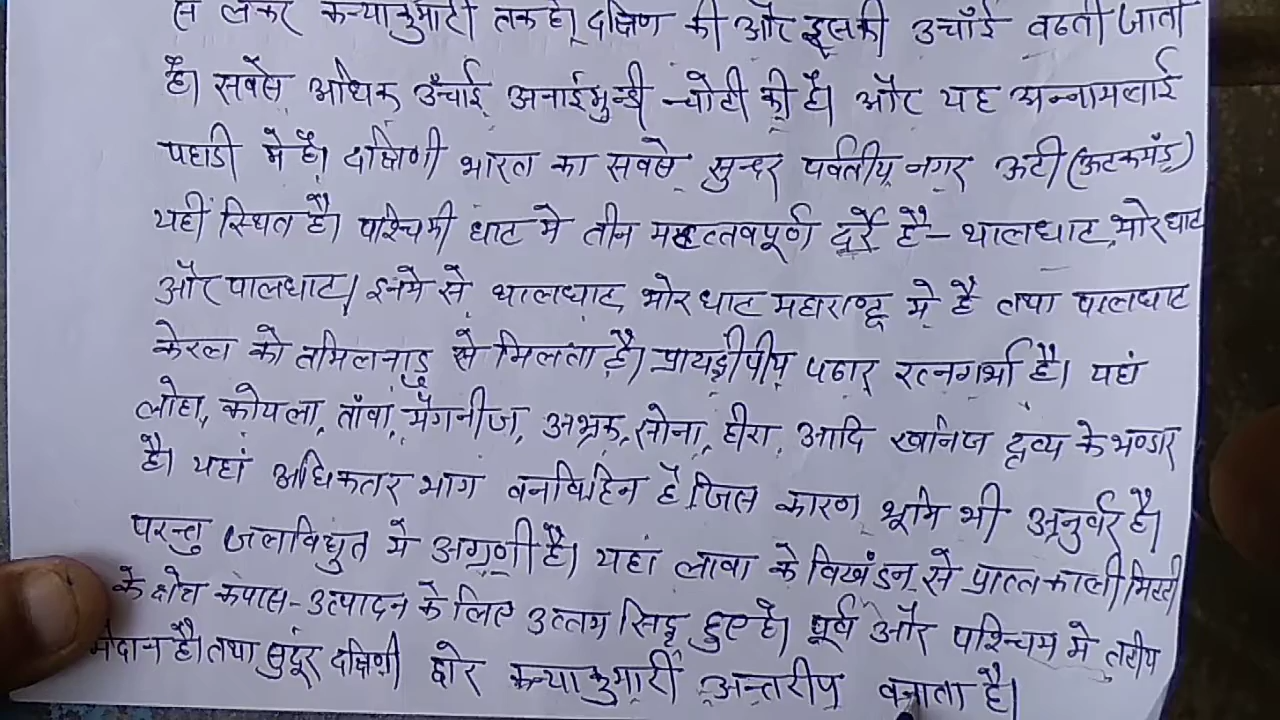 से लेकर कन्याकुमारी तक है। दक्षिण की और इसकी उचाँई बढती जाती
है। सबसे अधिक उँचाई अनाईमुन्डी चोटी की है। और यह अन्नामलाई
पहाडी मे है। दक्षिणी भारत का सबसे सुन्दर पर्वतीय नगर ऊटी (ऊटकमँड)
यहीं स्थित है। पश्चिमी घाट मे तीन महत्तवपूर्ण दर्रे है - थालघाट, भोरघाट
और पालघाट। इनमे से थालघाट, भोरघाट महाराष्ट्र मे है तथा पालघाट
केरल को तमिलनाडु से मिलता है। प्रायद्वीपीय पठार रत्नगर्भा है। यहां
लोहा, कोयला, ताँवा, मैगनीज, अभ्रक, सोना, हीरा, आदि खनिज द्रव्य के भण्डार
है। यहां अधिकतर भाग वनविहिन है जिस कारण भूमि भी अनुर्वर है।
परन्तु जलविधुत मे अग्रणी है। यहां लावा के विखंडन से प्राप्त काली मिट्टी
के क्षेत्र कपास-उत्पादन के लिए उत्तम सिद्ध हुए है। पूर्व और पश्चिम मे तटीय
मैदान है। तथा सुदूर दक्षिणी छोर कन्याकुमारी अन्तरीप बनाता है।